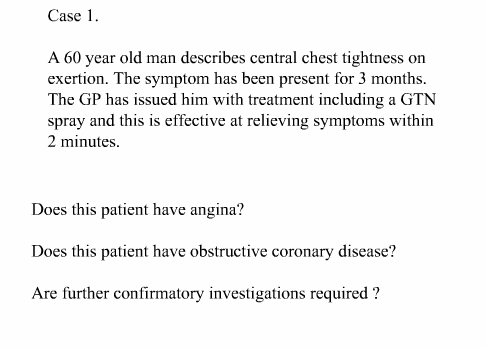 Case 1.
A 60 year old man describes central chest tightness on
exertion. The symptom has been present for 3 months.
The GP has issued him with treatment including a GTN
spray and this is effective at relieving symptoms within
2 minutes.
Does this patient have angina?
Does this patient have obstructive coronary disease?
Are further confirmatory investigations required ?